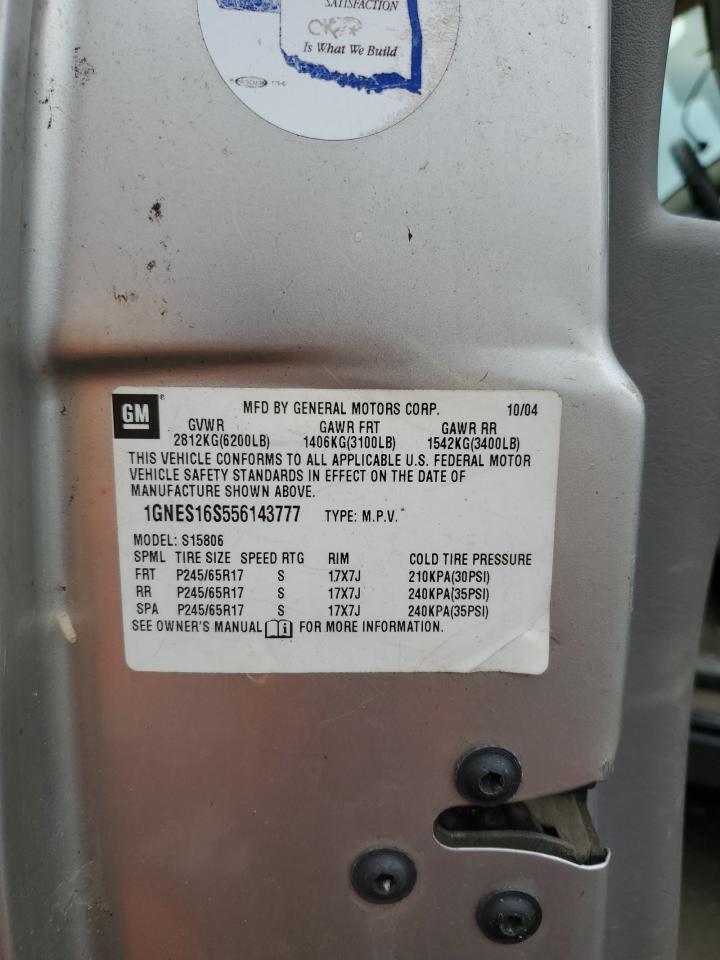 SATISFACTION
Is What We Build
GM
MFD BY GENERAL MOTORS CORP. 10/04
GVWR GAWR FRT GAWR RR
2812KG(6200LB) 1406KG(3100LB) 1542KG(3400LB)
THIS VEHICLE CONFORMS TO ALL APPLICABLE U.S. FEDERAL MOTOR
VEHICLE SAFETY STANDARDS IN EFFECT ON THE DATE OF
MANUFACTURE SHOWN ABOVE.
1GNES16S556143777 TYPE: M.P.V.
MODEL: S15806
SPML TIRE SIZE SPEED RTG RIM COLD TIRE PRESSURE
FRT P245/65R17 S 17X7J 210KPA(30PSI)
RR P245/65R17 S 17X7J 240KPA(35PSI)
SPA P245/65R17 S 17X7J 240KPA(35PSI)
SEE OWNER'S MANUAL FOR MORE INFORMATION.